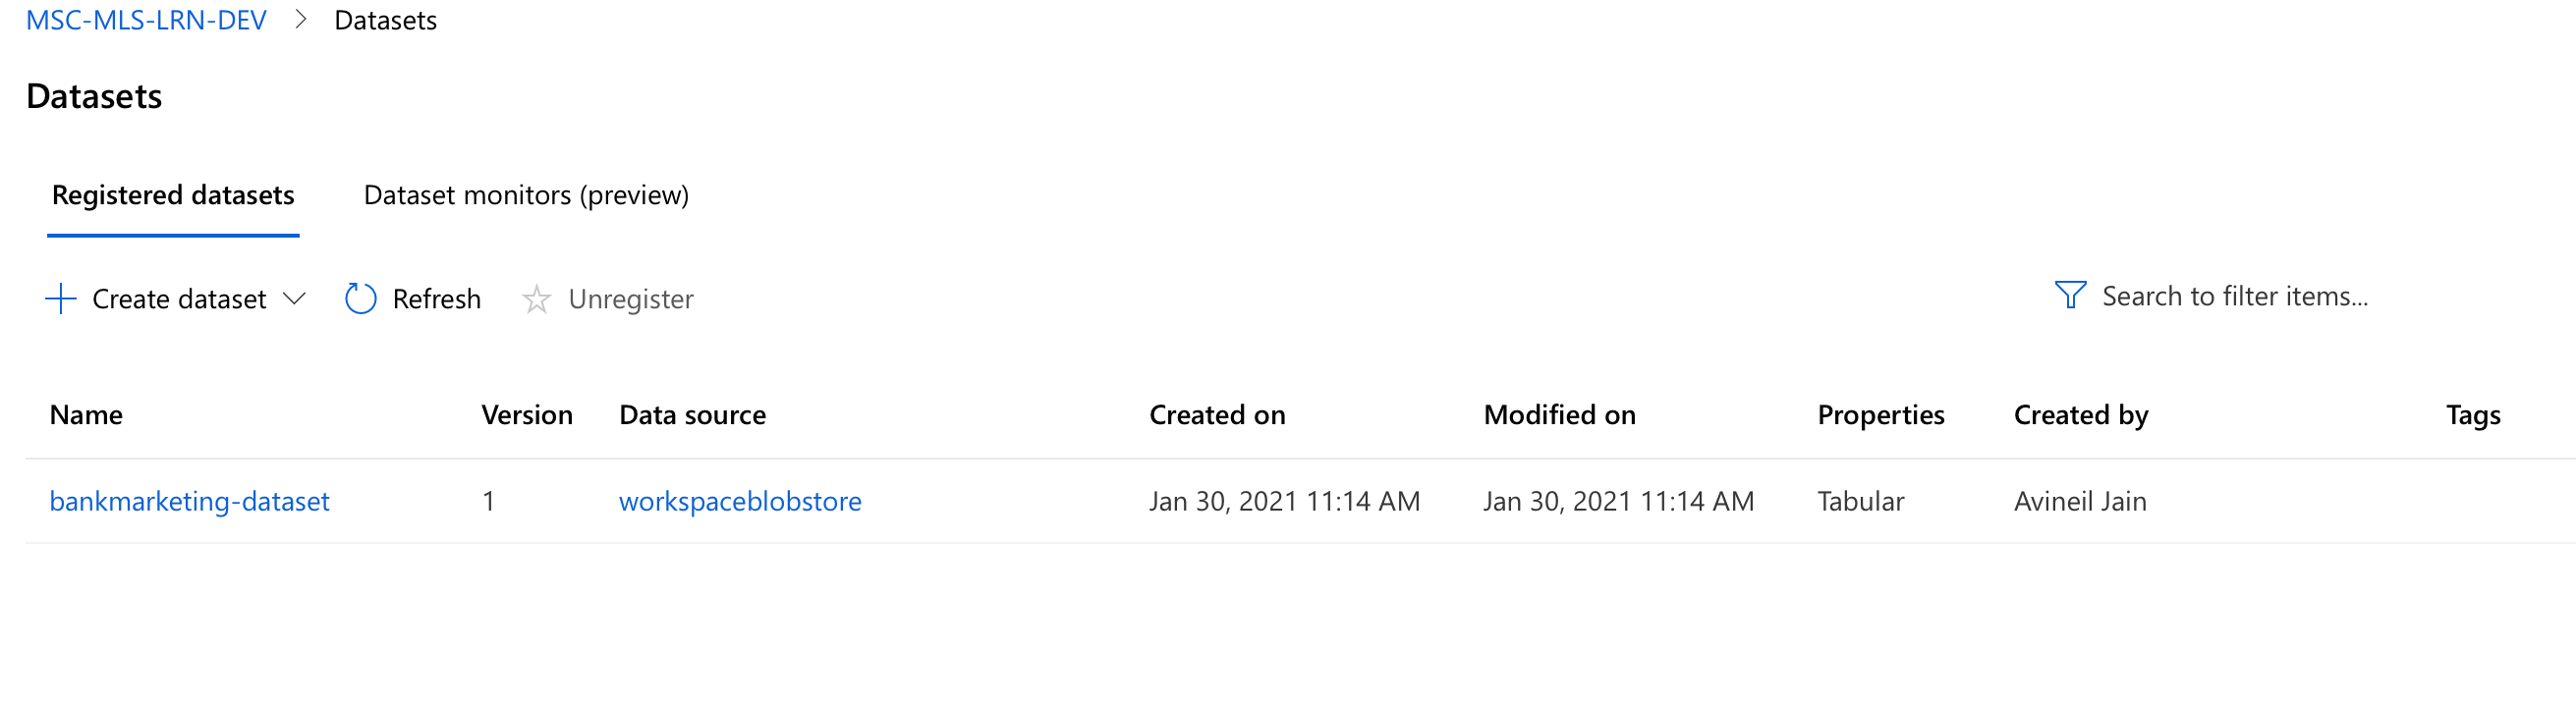 MSC-MLS-LRN-DEV > Datasets
Datasets
Registered datasets Dataset monitors (preview)
Create dataset Refresh Unregister Search to filter items...
Name Version Data source Created on Modified on Properties Created by Tags
bankmarketing-dataset 1 workspaceblobstore Jan 30, 2021 11:14 AM Jan 30, 2021 11:14 AM Tabular Avineil Jain